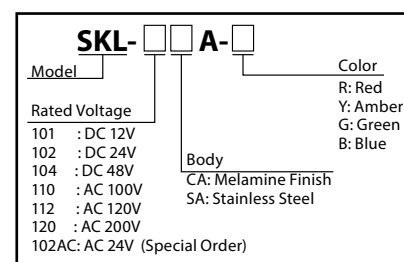 SKL-□□A-□
Model
Color
R: Red
Y: Amber
G: Green
B: Blue
Rated Voltage
101 : DC 12V
102 : DC 24V
104 : DC 48V
110 : AC 100V
112 : AC 120V
120 : AC 200V
102AC: AC 24V (Special Order)
Body
CA: Melamine Finish
SA: Stainless Steel